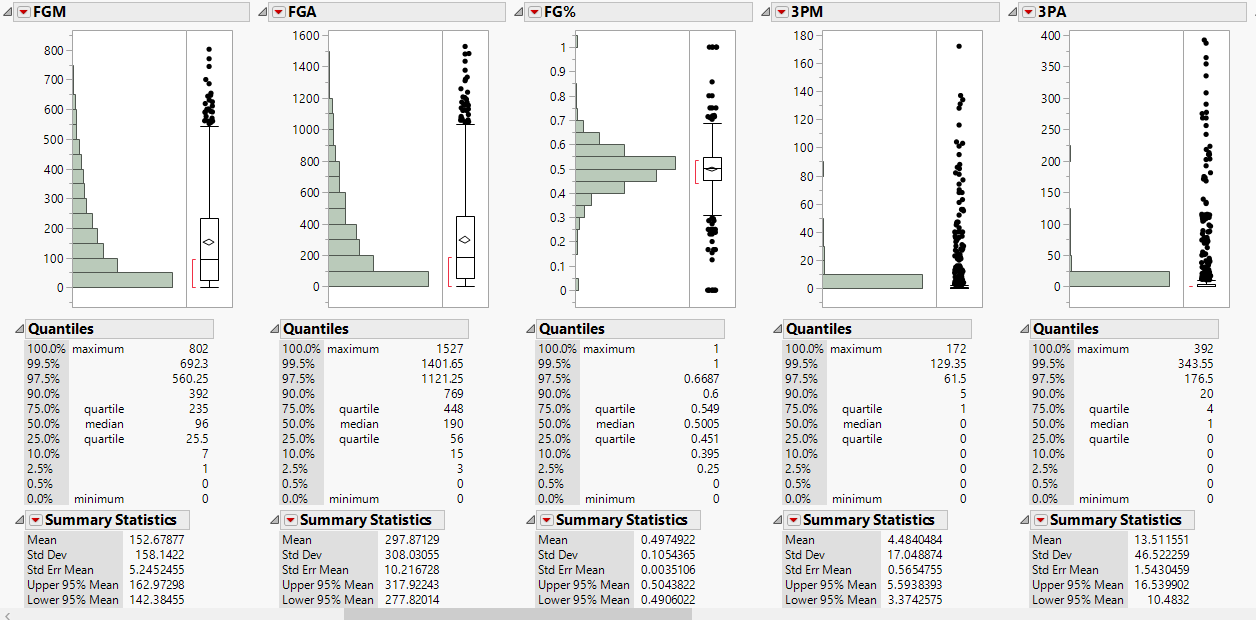 FGM
800
700
600
500
400
300
200
100
0
Quantiles
100.0% maximum 802
99.5% 692.3
97.5% 560.25
90.0% 392
75.0% quartile 235
50.0% median 96
25.0% quartile 25.5
10.0% 7
2.5% 1
0.5% 0
0.0% minimum 0
Summary Statistics
Mean 152.67877
Std Dev 158.1422
Std Err Mean 5.2452455
Upper 95% Mean 162.97298
Lower 95% Mean 142.38455
FGA
1600
1400
1200
1000
800
600
400
200
0
Quantiles
100.0% maximum 1527
99.5% 1401.65
97.5% 1121.25
90.0% 769
75.0% quartile 448
50.0% median 190
25.0% quartile 56
10.0% 15
2.5% 3
0.5% 0
0.0% minimum 0
Summary Statistics
Mean 297.87129
Std Dev 308.03055
Std Err Mean 10.216728
Upper 95% Mean 317.92243
Lower 95% Mean 277.82014
FG%
1
0.9
0.8
0.7
0.6
0.5
0.4
0.3
0.2
0.1
0
Quantiles
100.0% maximum 1
99.5% 1
97.5% 0.6687
90.0% 0.6
75.0% quartile 0.549
50.0% median 0.5005
25.0% quartile 0.451
10.0% 0.395
2.5% 0.25
0.5% 0
0.0% minimum 0
Summary Statistics
Mean 0.4974922
Std Dev 0.1054365
Std Err Mean 0.0035106
Upper 95% Mean 0.5043822
Lower 95% Mean 0.4906022
3PM
180
160
140
120
100
80
60
40
20
0
Quantiles
100.0% maximum 172
99.5% 129.35
97.5% 61.5
90.0% 5
75.0% quartile 1
50.0% median 0
25.0% quartile 0
10.0% 0
2.5% 0
0.5% 0
0.0% minimum 0
Summary Statistics
Mean 4.4840484
Std Dev 17.048874
Std Err Mean 0.5654755
Upper 95% Mean 5.5938393
Lower 95% Mean 3.3742575
3PA
400
350
300
250
200
150
100
50
0
Quantiles
100.0% maximum 392
99.5% 343.55
97.5% 176.5
90.0% 20
75.0% quartile 4
50.0% median 1
25.0% quartile 0
10.0% 0
2.5% 0
0.5% 0
0.0% minimum 0
Summary Statistics
Mean 13.511551
Std Dev 46.522259
Std Err Mean 1.5430459
Upper 95% Mean 16.539902
Lower 95% Mean 10.4832